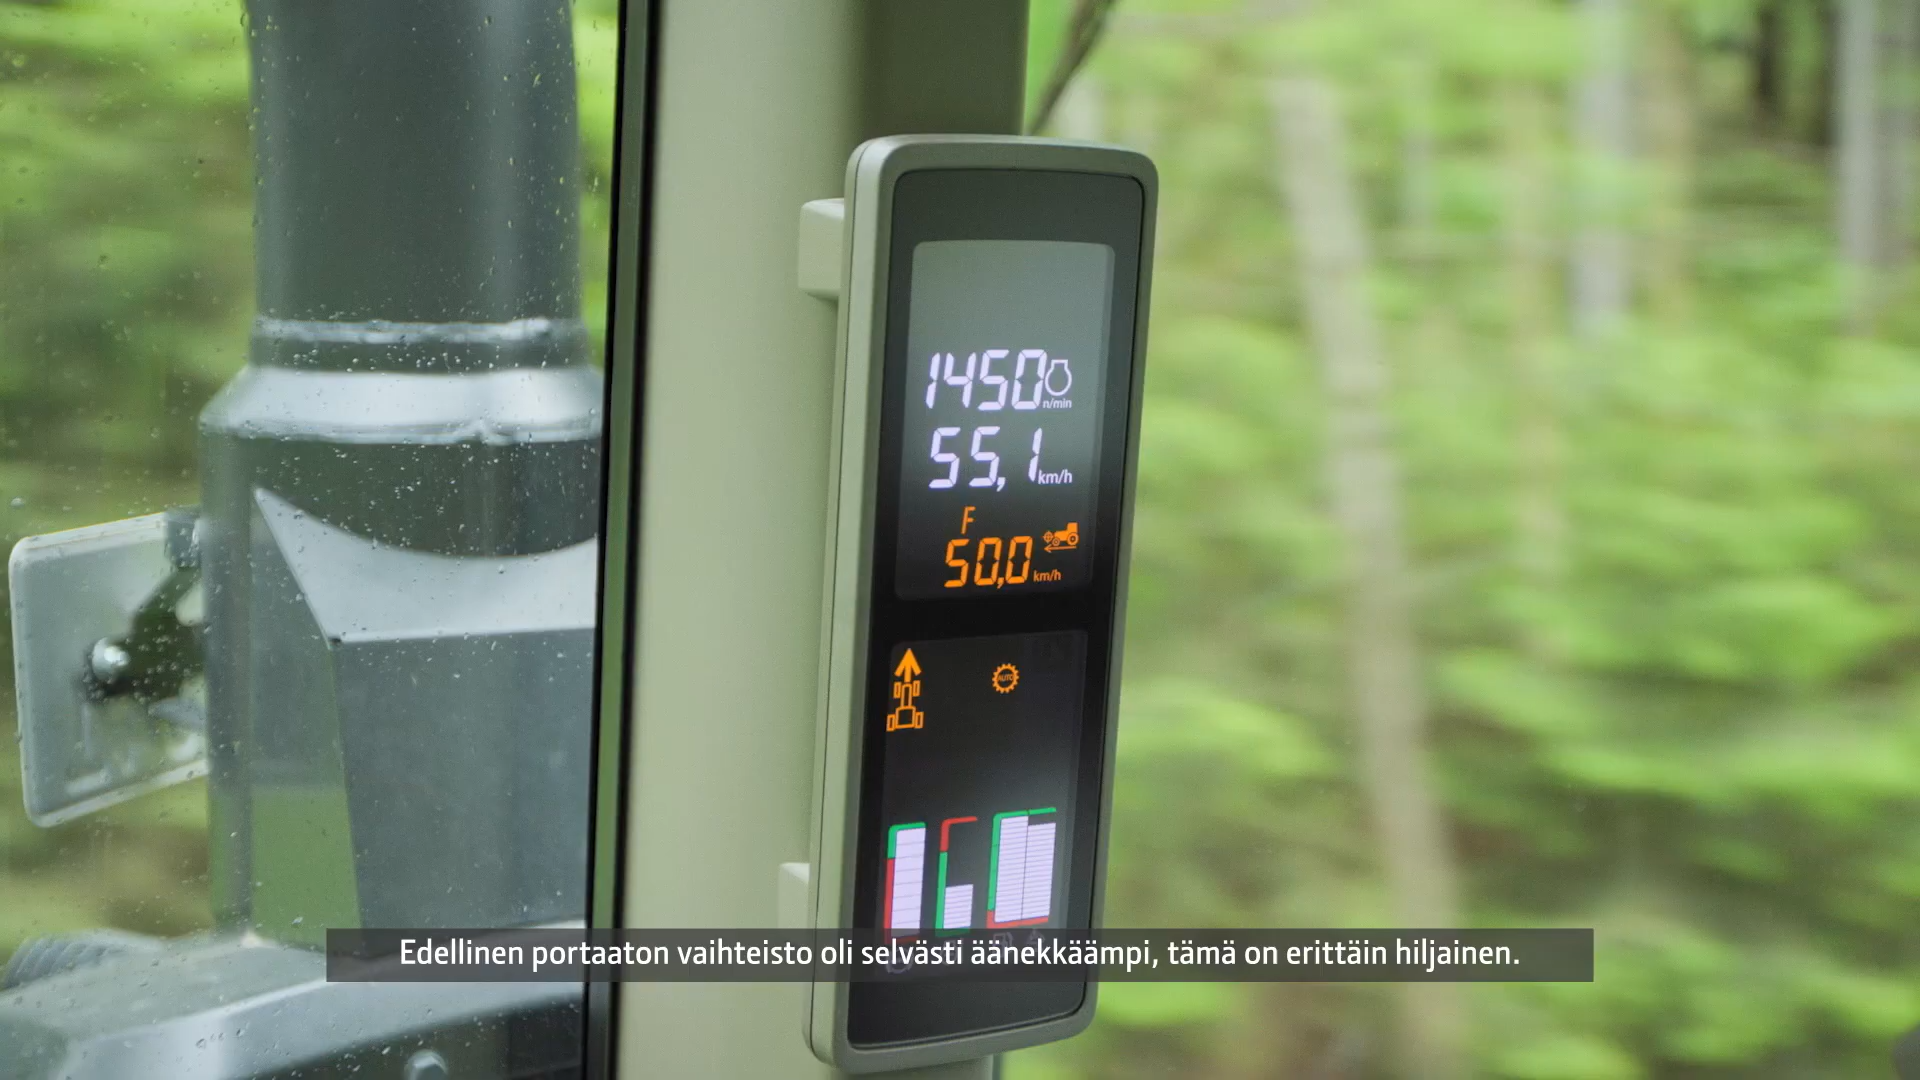 1450 n/min
55,1 km/h
F
50,0 km/h
AUTO
Edellinen portaaton vaihteisto oli selvästi äänekkäämpi, tämä on erittäin hiljainen.